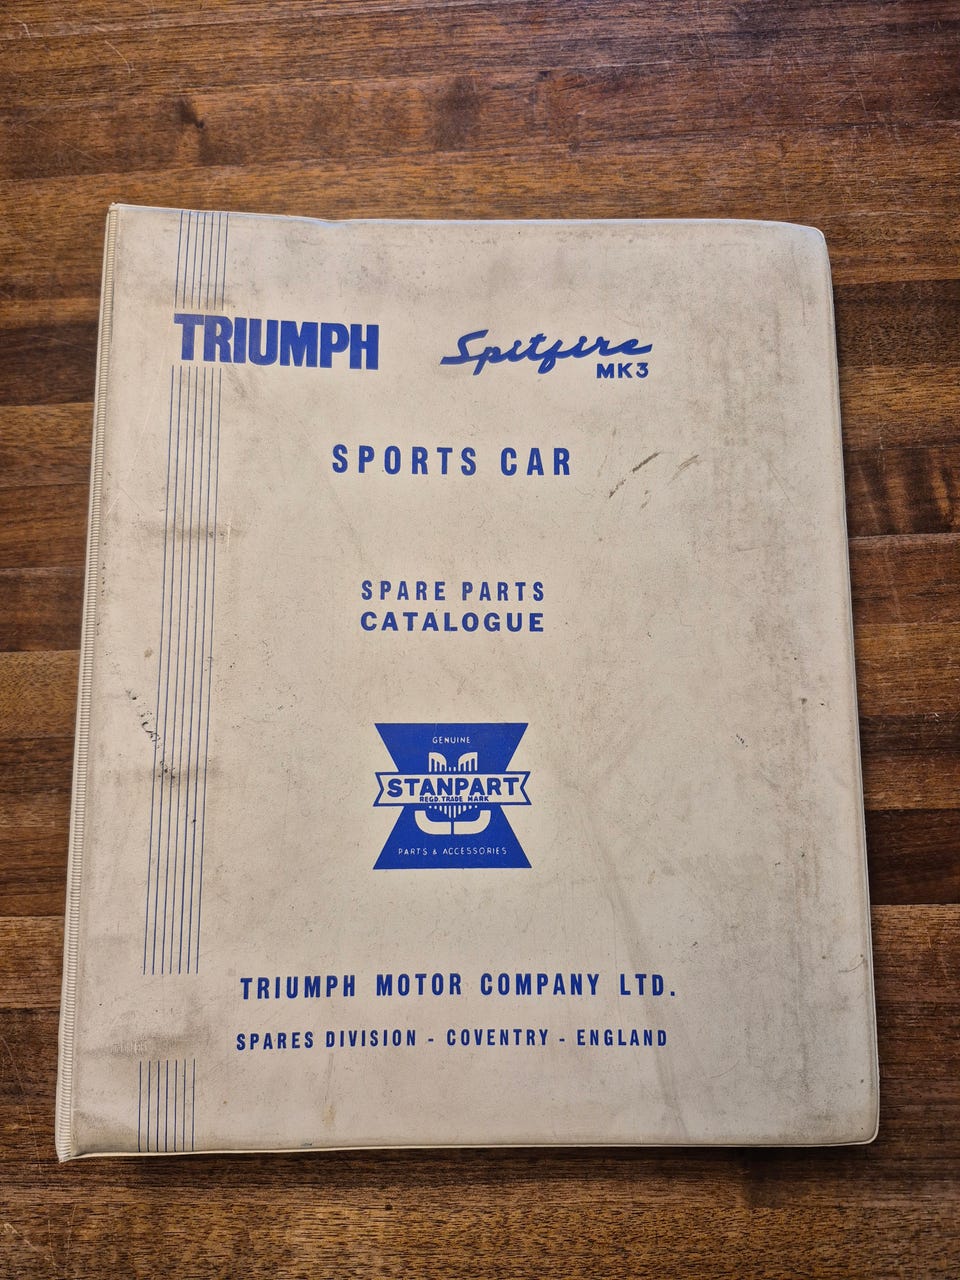 TRIUMPH
Spitfire
MK3
SPORTS CAR
SPARE PARTS
CATALOGUE
GENUINE
STANPART
REGD. TRADE MARK
PARTS & ACCESSORIES
TRIUMPH MOTOR COMPANY LTD.
SPARES DIVISION - COVENTRY - ENGLAND